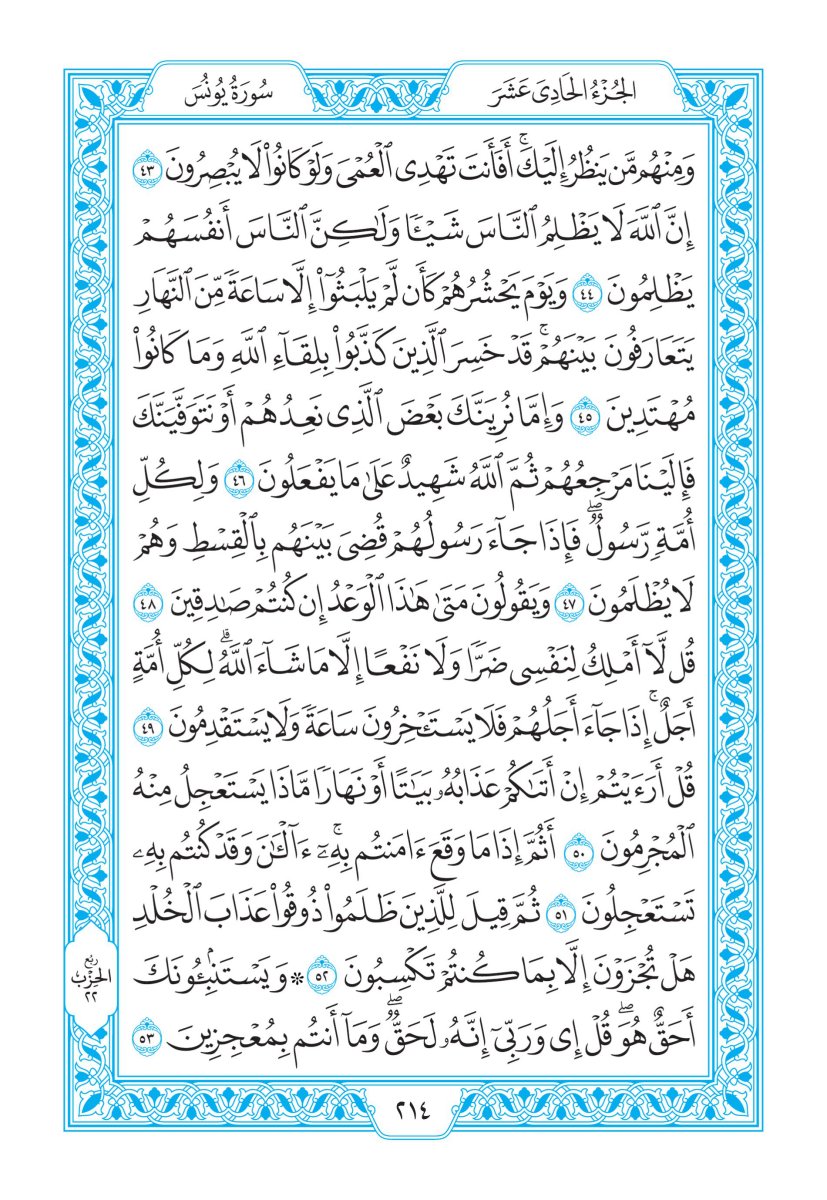 الجُزْءُ الحَادِى عَشَرَ
سُورَةُ يُونُسَ
وَمِنْهُم مَّن يَنظُرُ إِلَيْكَۚ أَفَأَنتَ تَهْدِى ٱلْعُمْىَ وَلَوْ كَانُوا۟ لَا يُبْصِرُونَ ٤٣
إِنَّ ٱللَّهَ لَا يَظْلِمُ ٱلنَّاسَ شَيْـًٔا وَلَٰكِنَّ ٱلنَّاسَ أَنفُسَهُمْ
يَظْلِمُونَ ٤٤ وَيَوْمَ يَحْشُرُهُمْ كَأَن لَّمْ يَلْبَثُوٓا۟ إِلَّا سَاعَةً مِّنَ ٱلنَّهَارِ
يَتَعَارَفُونَ بَيْنَهُمْۚ قَدْ خَسِرَ ٱلَّذِينَ كَذَّبُوا۟ بِلِقَآءِ ٱللَّهِ وَمَا كَانُوا۟
مُهْتَدِينَ ٤٥ وَإِمَّا نُرِيَنَّكَ بَعْضَ ٱلَّذِى نَعِدُهُمْ أَوْ نَتَوَفَّيَنَّكَ
فَإِلَيْنَا مَرْجِعُهُمْ ثُمَّ ٱللَّهُ شَهِيدٌ عَلَىٰ مَا يَفْعَلُونَ ٤٦ وَلِكُلِّ
أُمَّةٍ رَّسُولٌۖ فَإِذَا جَآءَ رَسُولُهُمْ قُضِىَ بَيْنَهُم بِٱلْقِسْطِ وَهُمْ
لَا يُظْلَمُونَ ٤٧ وَيَقُولُونَ مَتَىٰ هَٰذَا ٱلْوَعْدُ إِن كُنتُمْ صَٰدِقِينَ ٤٨
قُل لَّآ أَمْلِكُ لِنَفْسِى ضَرًّا وَلَا نَفْعًا إِلَّا مَا شَآءَ ٱللَّهُۗ لِكُلِّ أُمَّةٍ
أَجَلٌۚ إِذَا جَآءَ أَجَلُهُمْ فَلَا يَسْتَـْٔخِرُونَ سَاعَةً وَلَا يَسْتَقْدِمُونَ ٤٩
قُلْ أَرَءَيْتُمْ إِنْ أَتَىٰكُمْ عَذَابُهُۥ بَيَٰتًا أَوْ نَهَارًا مَّاذَا يَسْتَعْجِلُ مِنْهُ
ٱلْمُجْرِمُونَ ٥٠ أَثُمَّ إِذَا مَا وَقَعَ ءَامَنتُم بِهِۦٓۚ ءَآلْـَٰٔنَ وَقَدْ كُنتُم بِهِۦ
تَسْتَعْجِلُونَ ٥١ ثُمَّ قِيلَ لِلَّذِينَ ظَلَمُوا۟ ذُوقُوا۟ عَذَابَ ٱلْخُلْدِ
هَلْ تُجْزَوْنَ إِلَّا بِمَا كُنتُمْ تَكْسِبُونَ ٥٢ * وَيَسْتَنۢبِـُٔونَكَ
أَحَقٌّ هُوَۖ قُلْ إِى وَرَبِّىٓ إِنَّهُۥ لَحَقٌّۖ وَمَآ أَنتُم بِمُعْجِزِينَ ٥٣
ربع
الحزب
٢٢
٢١٤